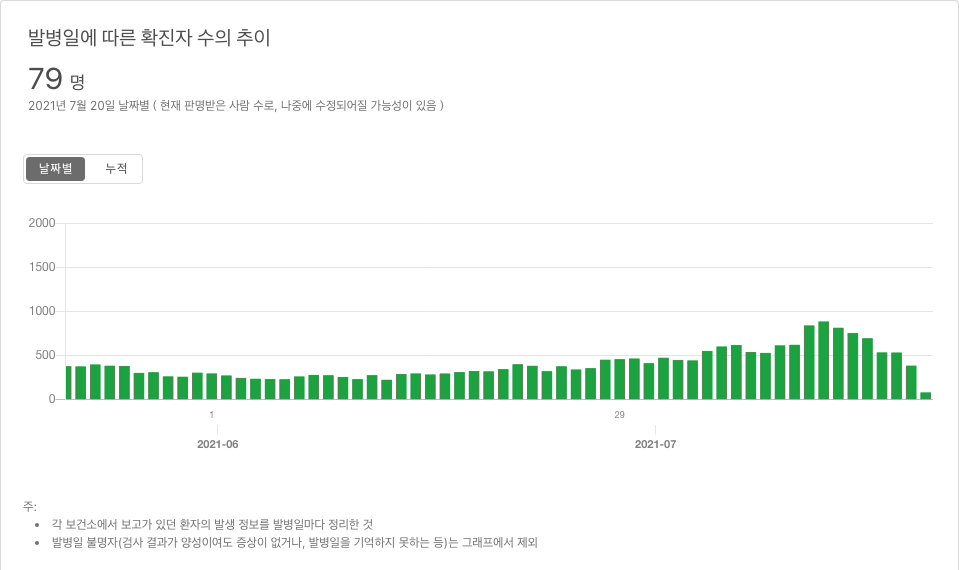 발병일에 따른 확진자 수의 추이
79 명
2021년 7월 20일 날짜별 ( 현재 판명받은 사람 수로, 나중에 수정되어질 가능성이 있음 )
날짜별 누적
2000
1500
1000
500
0
1 29
2021-06 2021-07
주:
• 각 보건소에서 보고가 있던 환자의 발생 정보를 발병일마다 정리한 것
• 발병일 불명자(검사 결과가 양성이여도 증상이 없거나, 발병일을 기억하지 못하는 등)는 그래프에서 제외